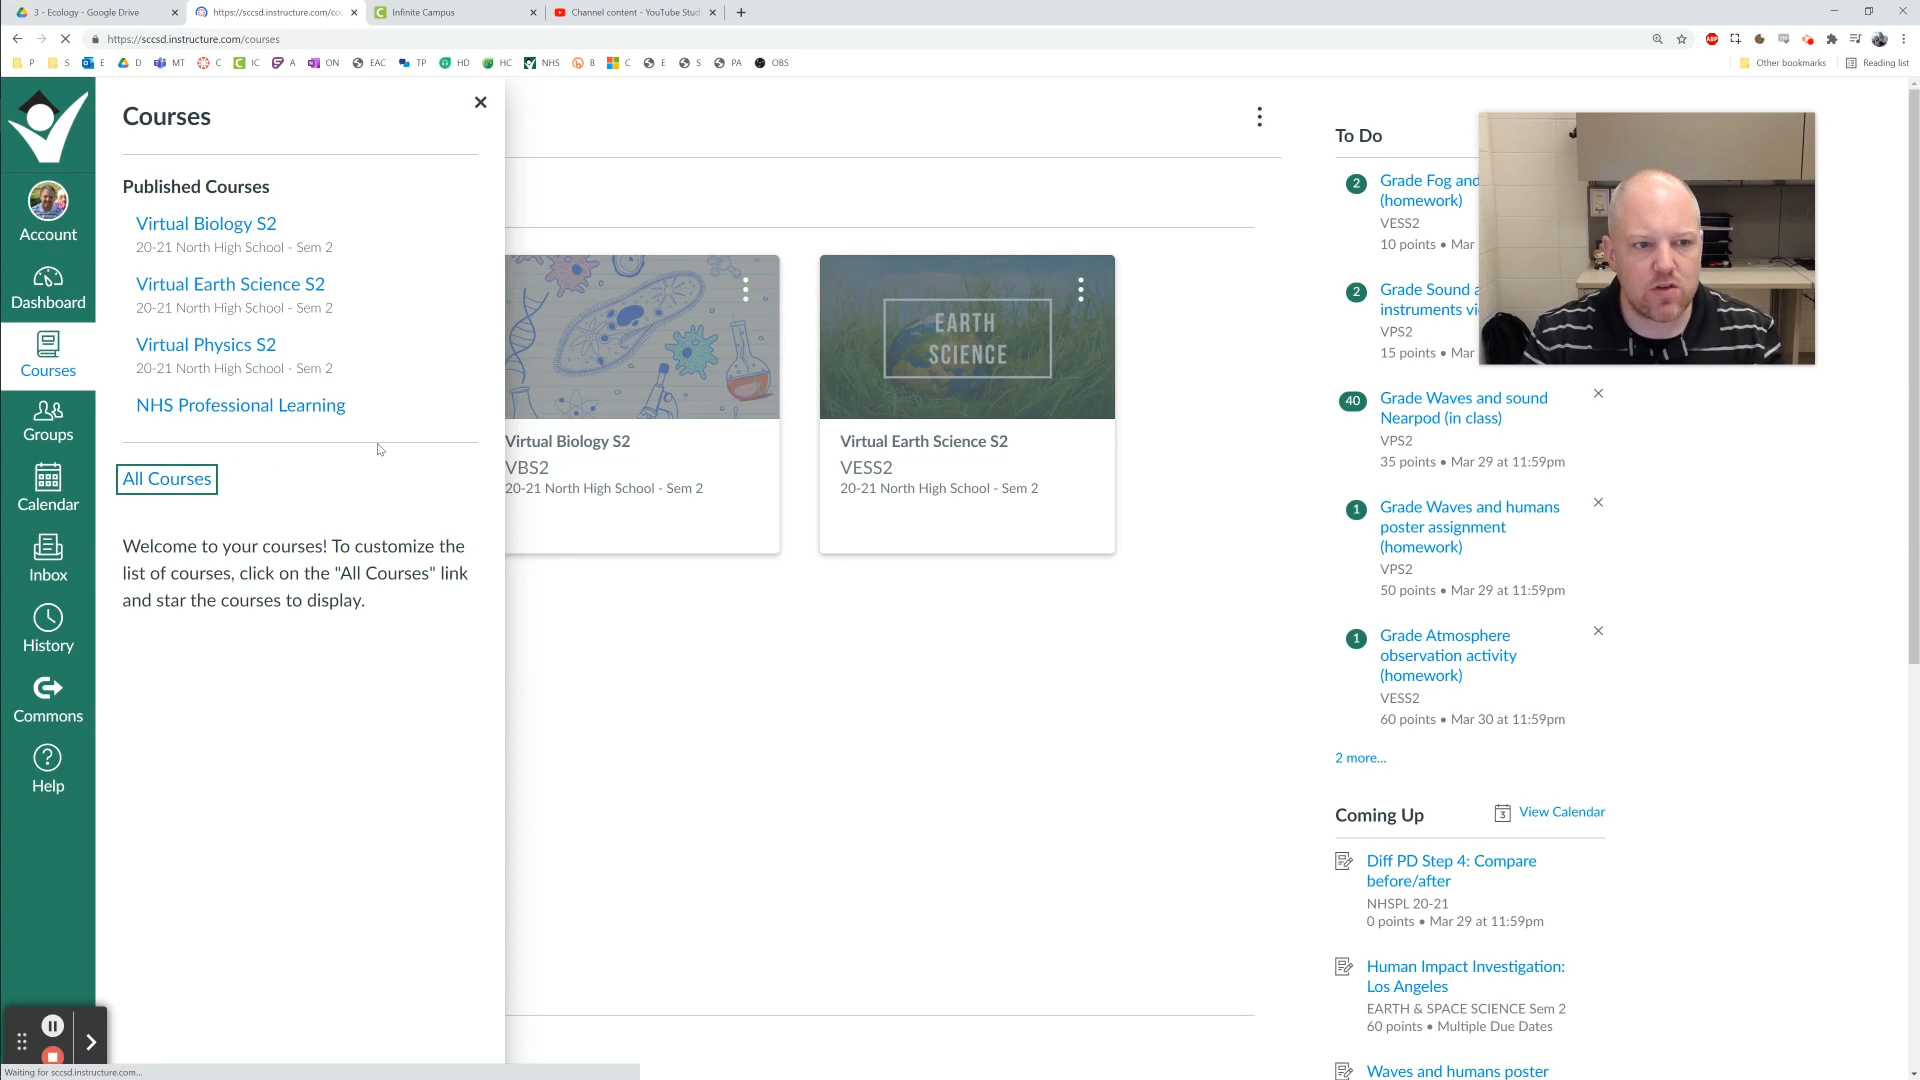 3 - Ecology - Google Drive
https://sccsd.instructure.com/co
Infinite Campus
Channel content - YouTube Stud
https://sccsd.instructure.com/courses
P
S
E
D
MT
C
IC
A
ON
EAC
TP
HD
HC
NHS
B
C
E
S
PA
OBS
Other bookmarks
Reading list
Account
Dashboard
Courses
Groups
Calendar
Inbox
History
Commons
Help
Courses
Published Courses
Virtual Biology S2
20-21 North High School - Sem 2
Virtual Earth Science S2
20-21 North High School - Sem 2
Virtual Physics S2
20-21 North High School - Sem 2
NHS Professional Learning
All Courses
Welcome to your courses! To customize the
list of courses, click on the "All Courses" link
and star the courses to display.
Virtual Biology S2
VBS2
20-21 North High School - Sem 2
EARTH
SCIENCE
Virtual Earth Science S2
VESS2
20-21 North High School - Sem 2
To Do
2
Grade Fog and
(homework)
VESS2
10 points • Mar
2
Grade Sound a
instruments vi
VPS2
15 points • Mar
40
Grade Waves and sound
Nearpod (in class)
VPS2
35 points • Mar 29 at 11:59pm
1
Grade Waves and humans
poster assignment
(homework)
VPS2
50 points • Mar 29 at 11:59pm
1
Grade Atmosphere
observation activity
(homework)
VESS2
60 points • Mar 30 at 11:59pm
2 more...
Coming Up
3
View Calendar
Diff PD Step 4: Compare
before/after
NHSPL 20-21
0 points • Mar 29 at 11:59pm
Human Impact Investigation:
Los Angeles
EARTH & SPACE SCIENCE Sem 2
60 points • Multiple Due Dates
Waves and humans poster
Waiting for sccsd.instructure.com...